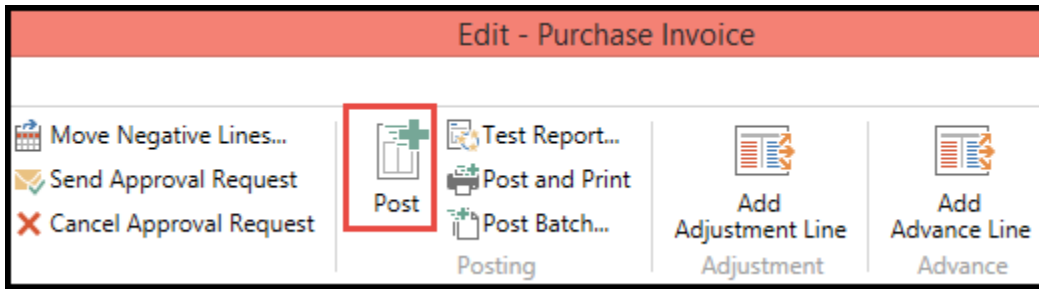 Edit - Purchase Invoice
Move Negative Lines...
Send Approval Request
Cancel Approval Request
Post
Test Report...
Post and Print
Post Batch...
Posting
Add
Adjustment Line
Adjustment
Add
Advance Line
Advance